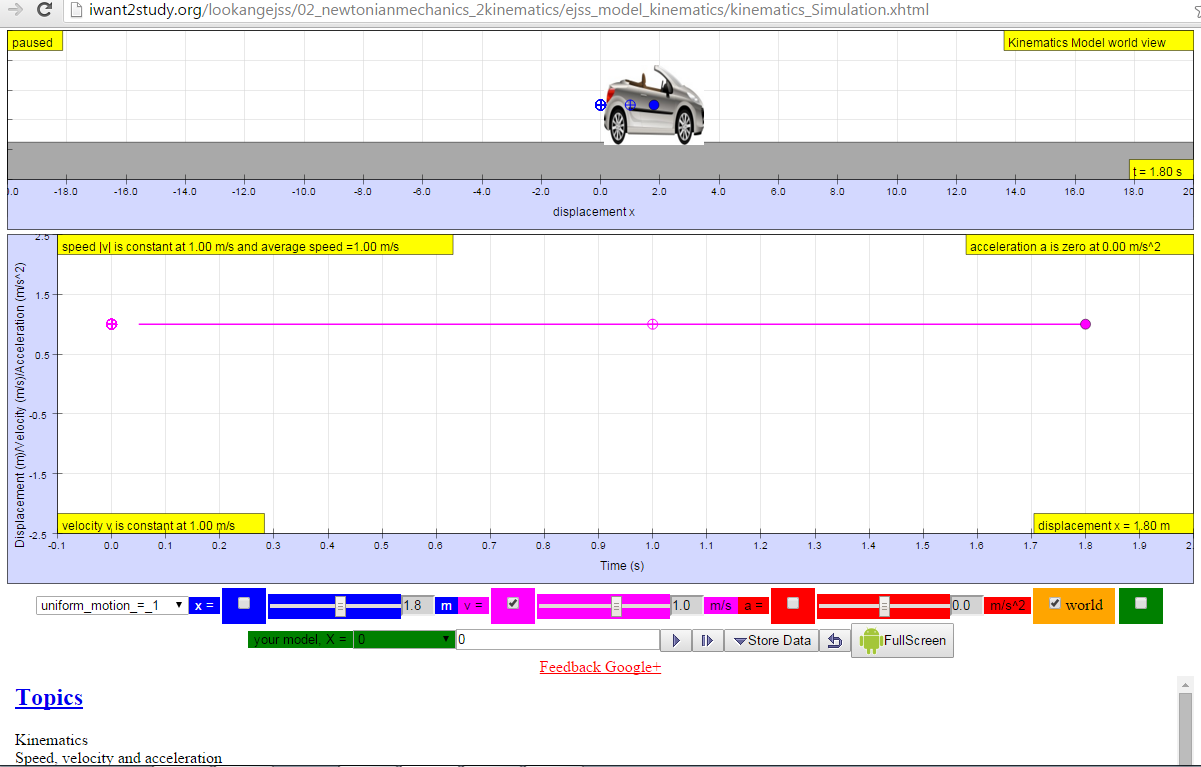 iwant2study.org/lookangejss/02_newtonianmechanics_2kinematics/ejss_model_kinematics/kinematics_Simulation.xhtml
paused
Kinematics Model world view
t = 1.80 s
0.0 -18.0 -16.0 -14.0 -12.0 -10.0 -8.0 -6.0 -4.0 -2.0 0.0 2.0 4.0 6.0 8.0 10.0 12.0 14.0 16.0 18.0 20
displacement x
speed |v| is constant at 1.00 m/s and average speed =1.00 m/s
acceleration a is zero at 0.00 m/s^2
Displacement (m)/Velocity (m/s)/Acceleration (m/s^2)
2.5
1.5
0.5
-0.5
-1.5
-2.5
velocity v is constant at 1.00 m/s
displacement x = 1.80 m
-0.1 0.0 0.1 0.2 0.3 0.4 0.5 0.6 0.7 0.8 0.9 1.0 1.1 1.2 1.3 1.4 1.5 1.6 1.7 1.8 1.9 2
Time (s)
uniform_motion_=_1 x = 1.8 m v = 1.0 m/s a = 0.0 m/s^2 world
your model, X = 0 0 Store Data FullScreen
Feedback Google+
Topics
Kinematics
Speed, velocity and acceleration